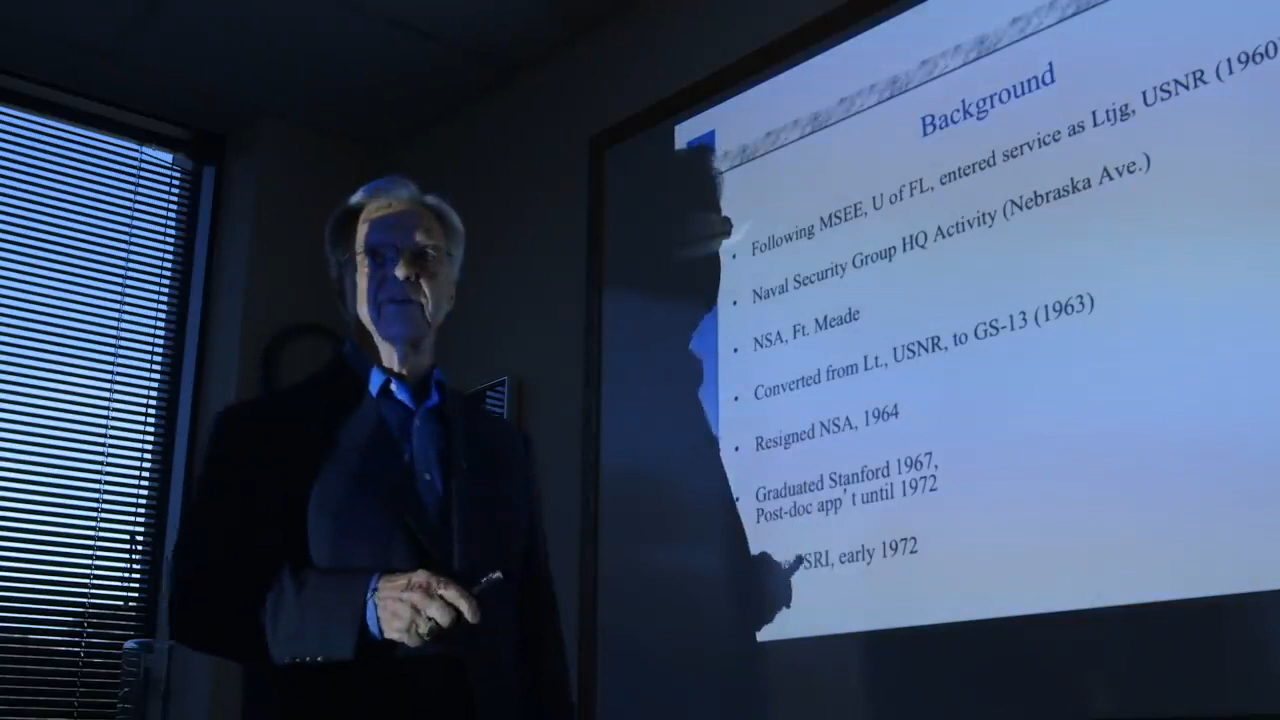 Background
• Following MSEE, U of FL, entered service as Ltjg, USNR (1960)
• Naval Security Group HQ Activity (Nebraska Ave.)
• NSA, Ft. Meade
• Converted from Lt., USNR, to GS-13 (1963)
• Resigned NSA, 1964
• Graduated Stanford 1967,
Post-doc app't until 1972
SRI, early 1972